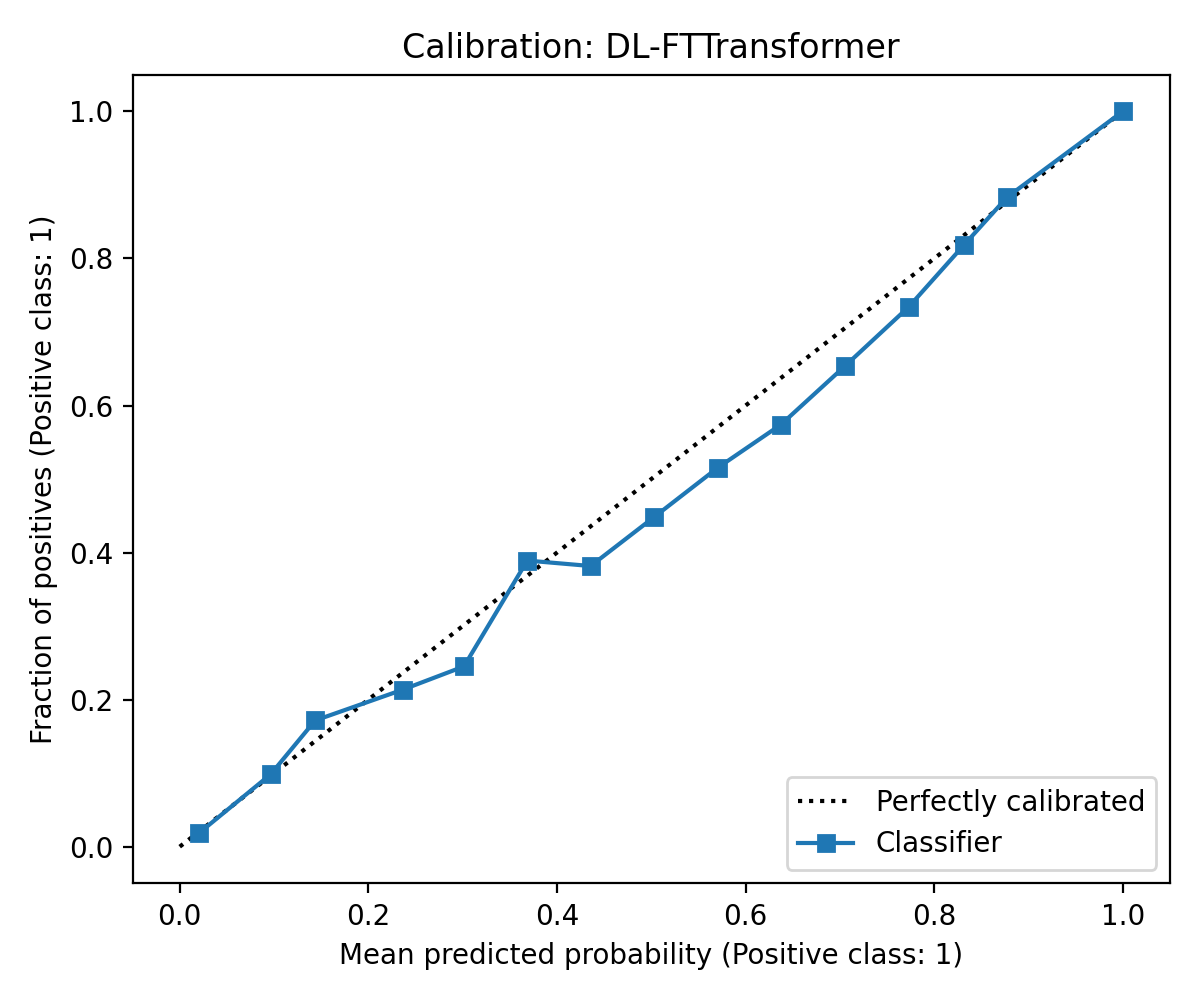 Calibration: DL-FTTransformer
Fraction of positives (Positive class: 1)
1.0
0.8
0.6
0.4
0.2
0.0
Perfectly calibrated
Classifier
0.0 0.2 0.4 0.6 0.8 1.0
Mean predicted probability (Positive class: 1)